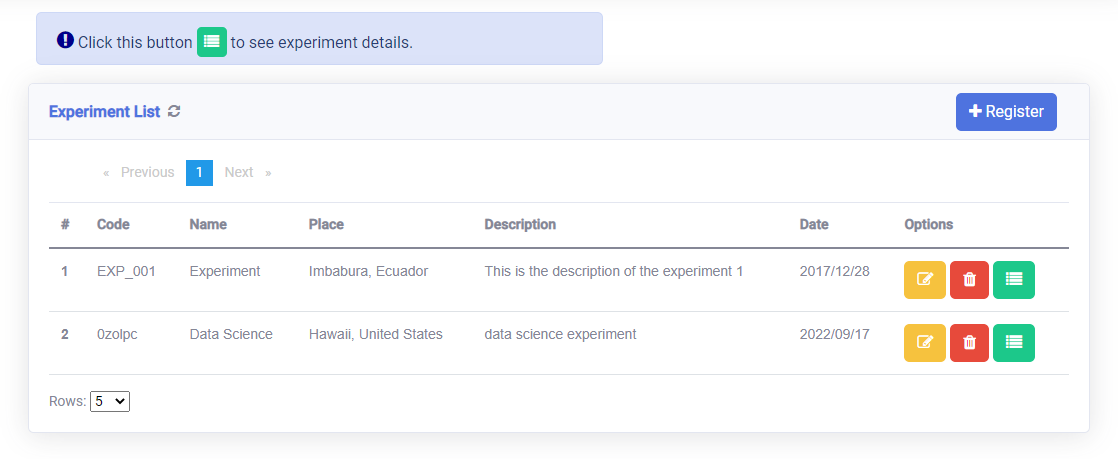 Click this button to see experiment details.
Experiment List
Register
« Previous 1 Next »
# Code Name Place Description Date Options
1 EXP_001 Experiment Imbabura, Ecuador This is the description of the experiment 1 2017/12/28
2 0zolpc Data Science Hawaii, United States data science experiment 2022/09/17
Rows: 5